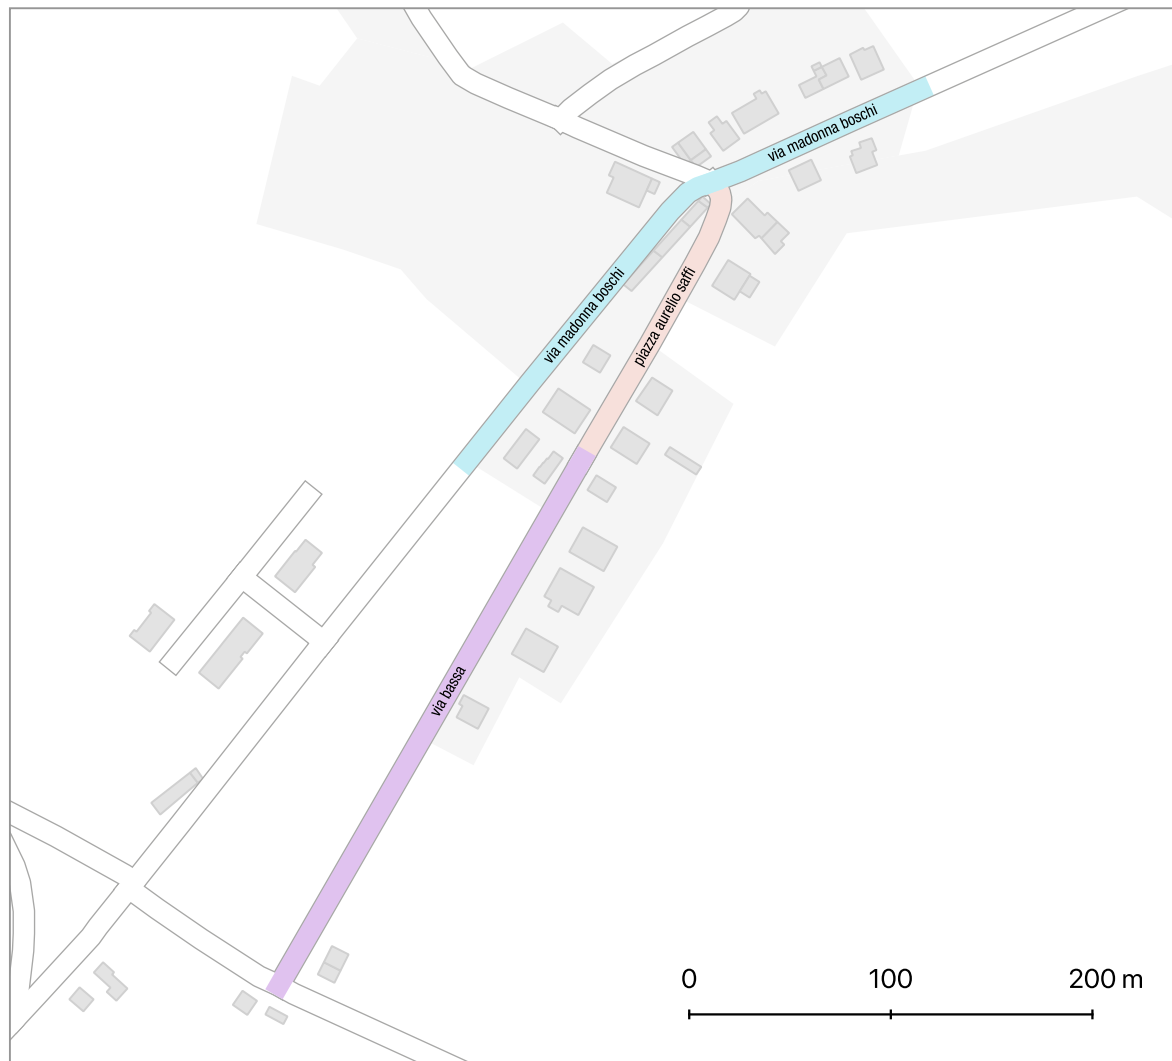 via madonna boschi
via madonna boschi
piazza aurelio saffi
via bassa
0 100 200 m